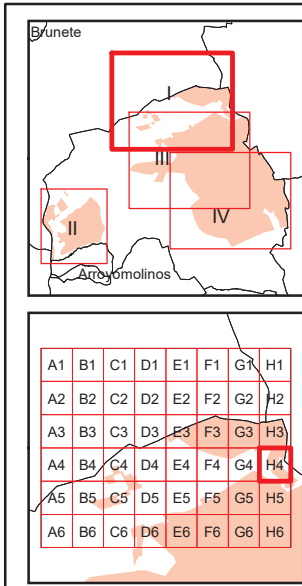 Brunete
I
III
IV
II
Arroyomolinos
A1 B1 C1 D1 E1 F1 G1 H1
A2 B2 C2 D2 E2 F2 G2 H2
A3 B3 C3 D3 E3 F3 G3 H3
A4 B4 C4 D4 E4 F4 G4 H4
A5 B5 C5 D5 E5 F5 G5 H5
A6 B6 C6 D6 E6 F6 G6 H6